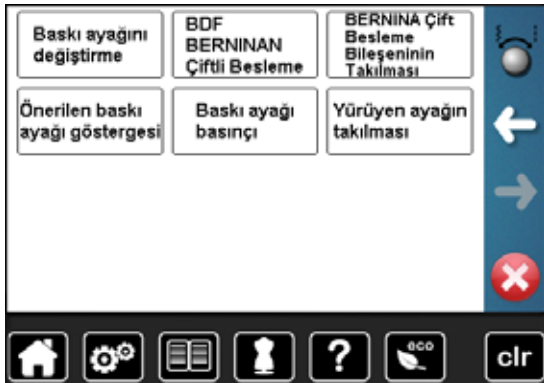 Baskı ayağını
değiştirme
BDF
BERNINAN
Çiftli Besleme
BERNINA Çift
Besleme
Bileşeninin
Takılması
Önerilen baskı
ayağı göstergesi
Baskı ayağı
basınçı
Yürüyen ayağın
takılması
?
eco
clr